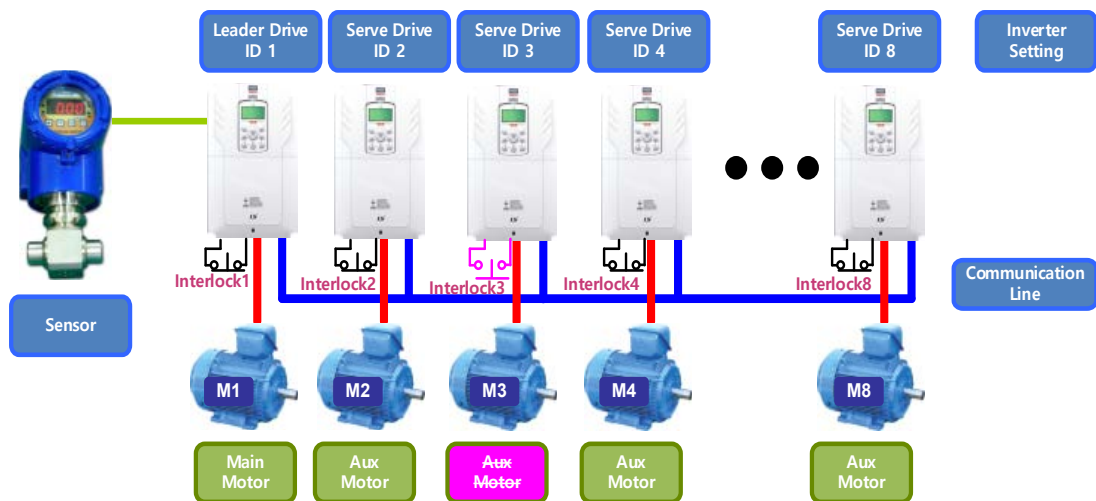 Leader Drive
ID 1
Serve Drive
ID 2
Serve Drive
ID 3
Serve Drive
ID 4
Serve Drive
ID 8
Inverter
Setting
Interlock1
Interlock2
Interlock3
Interlock4
Interlock8
Communication
Line
Sensor
M1
M2
M3
M4
M8
Main
Motor
Aux
Motor
Aux
Motor
Aux
Motor
Aux
Motor